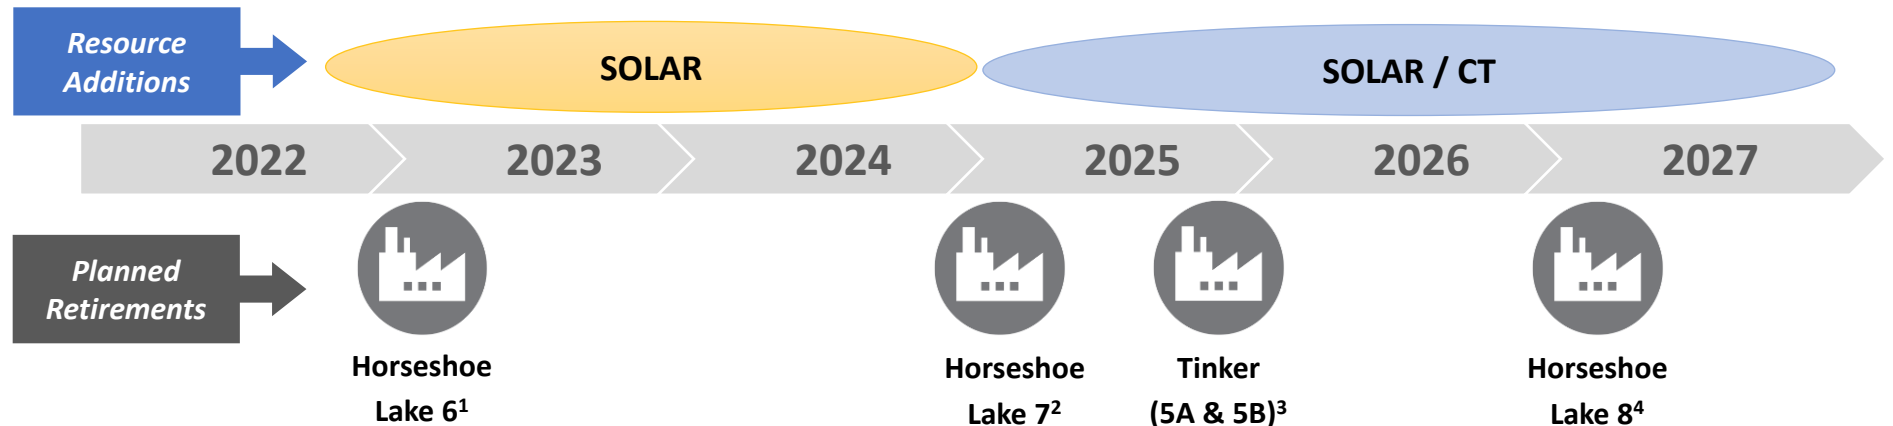 Resource
Additions
SOLAR
SOLAR / CT
2022
2023
2024
2025
2026
2027
Planned
Retirements
Horseshoe
Lake 6¹
Horseshoe
Lake 7²
Tinker
(5A & 5B)³
Horseshoe
Lake 8⁴